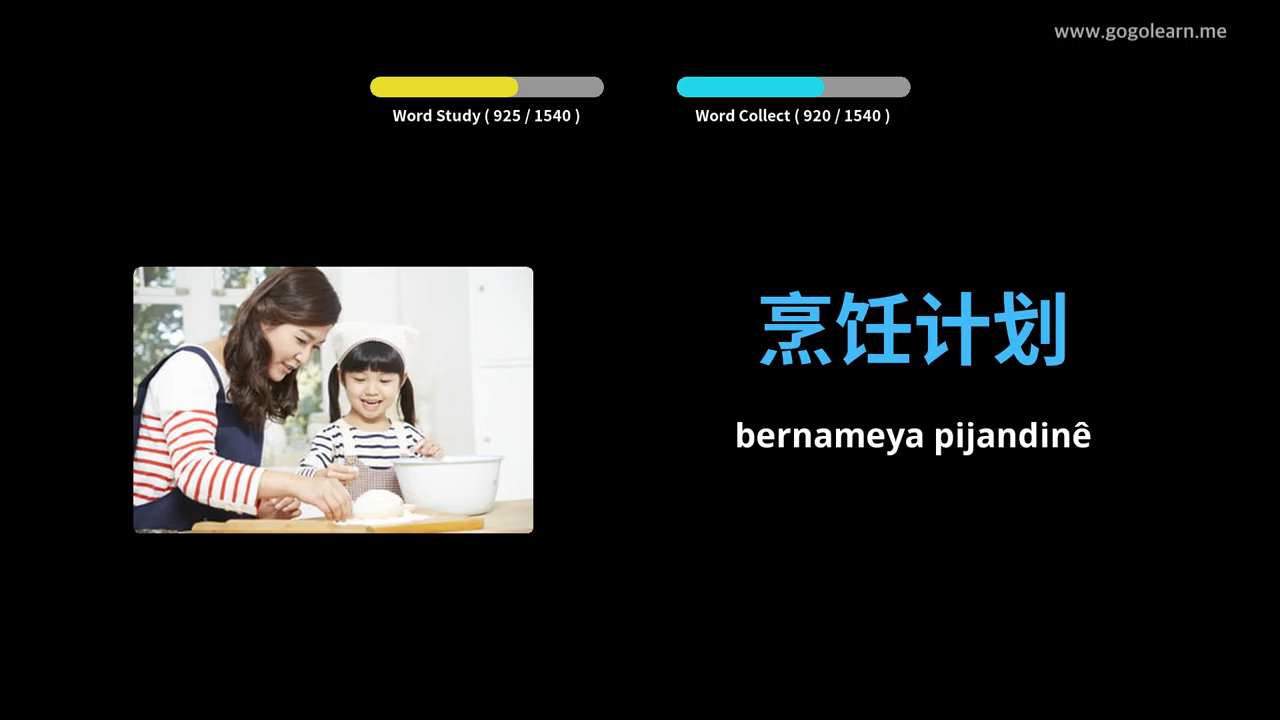 www.gogolearn.me
Word Study ( 925 / 1540 )
Word Collect ( 920 / 1540 )
烹饪计划
bernameya pijandinê